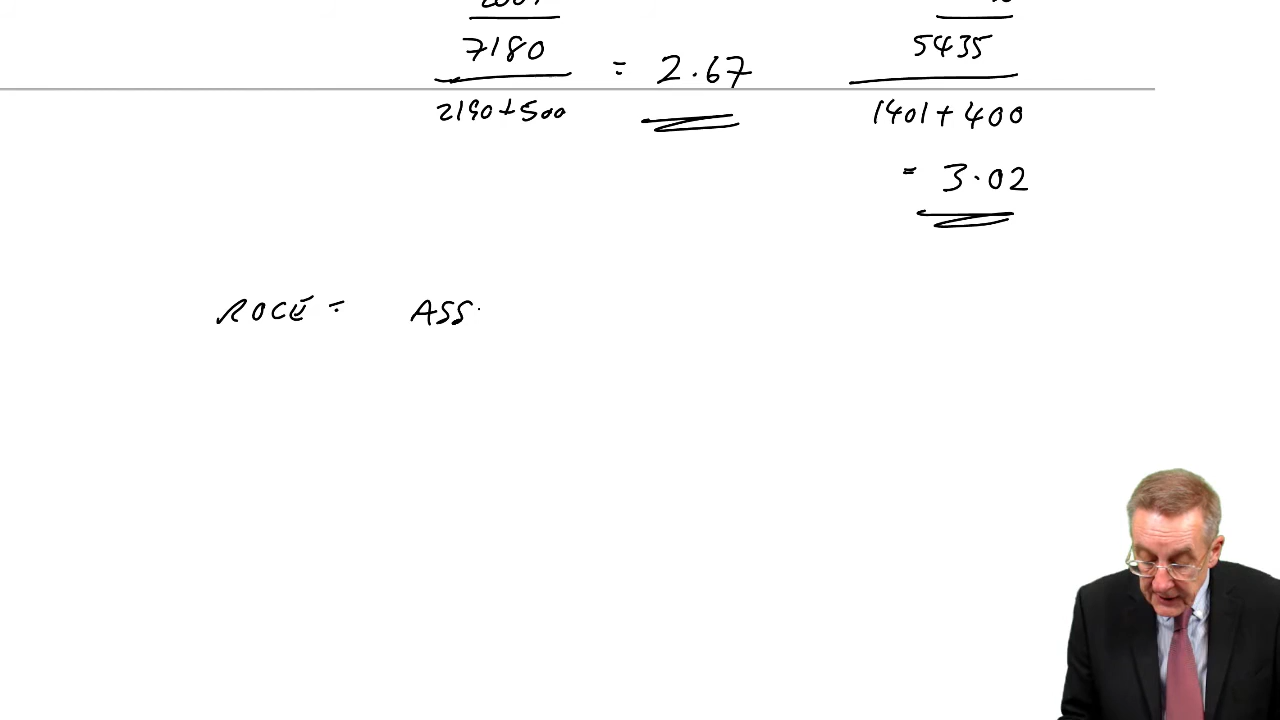 7180 5435
= 2.67
2190+500 1401+400
= 3.02
ROCE = ASS